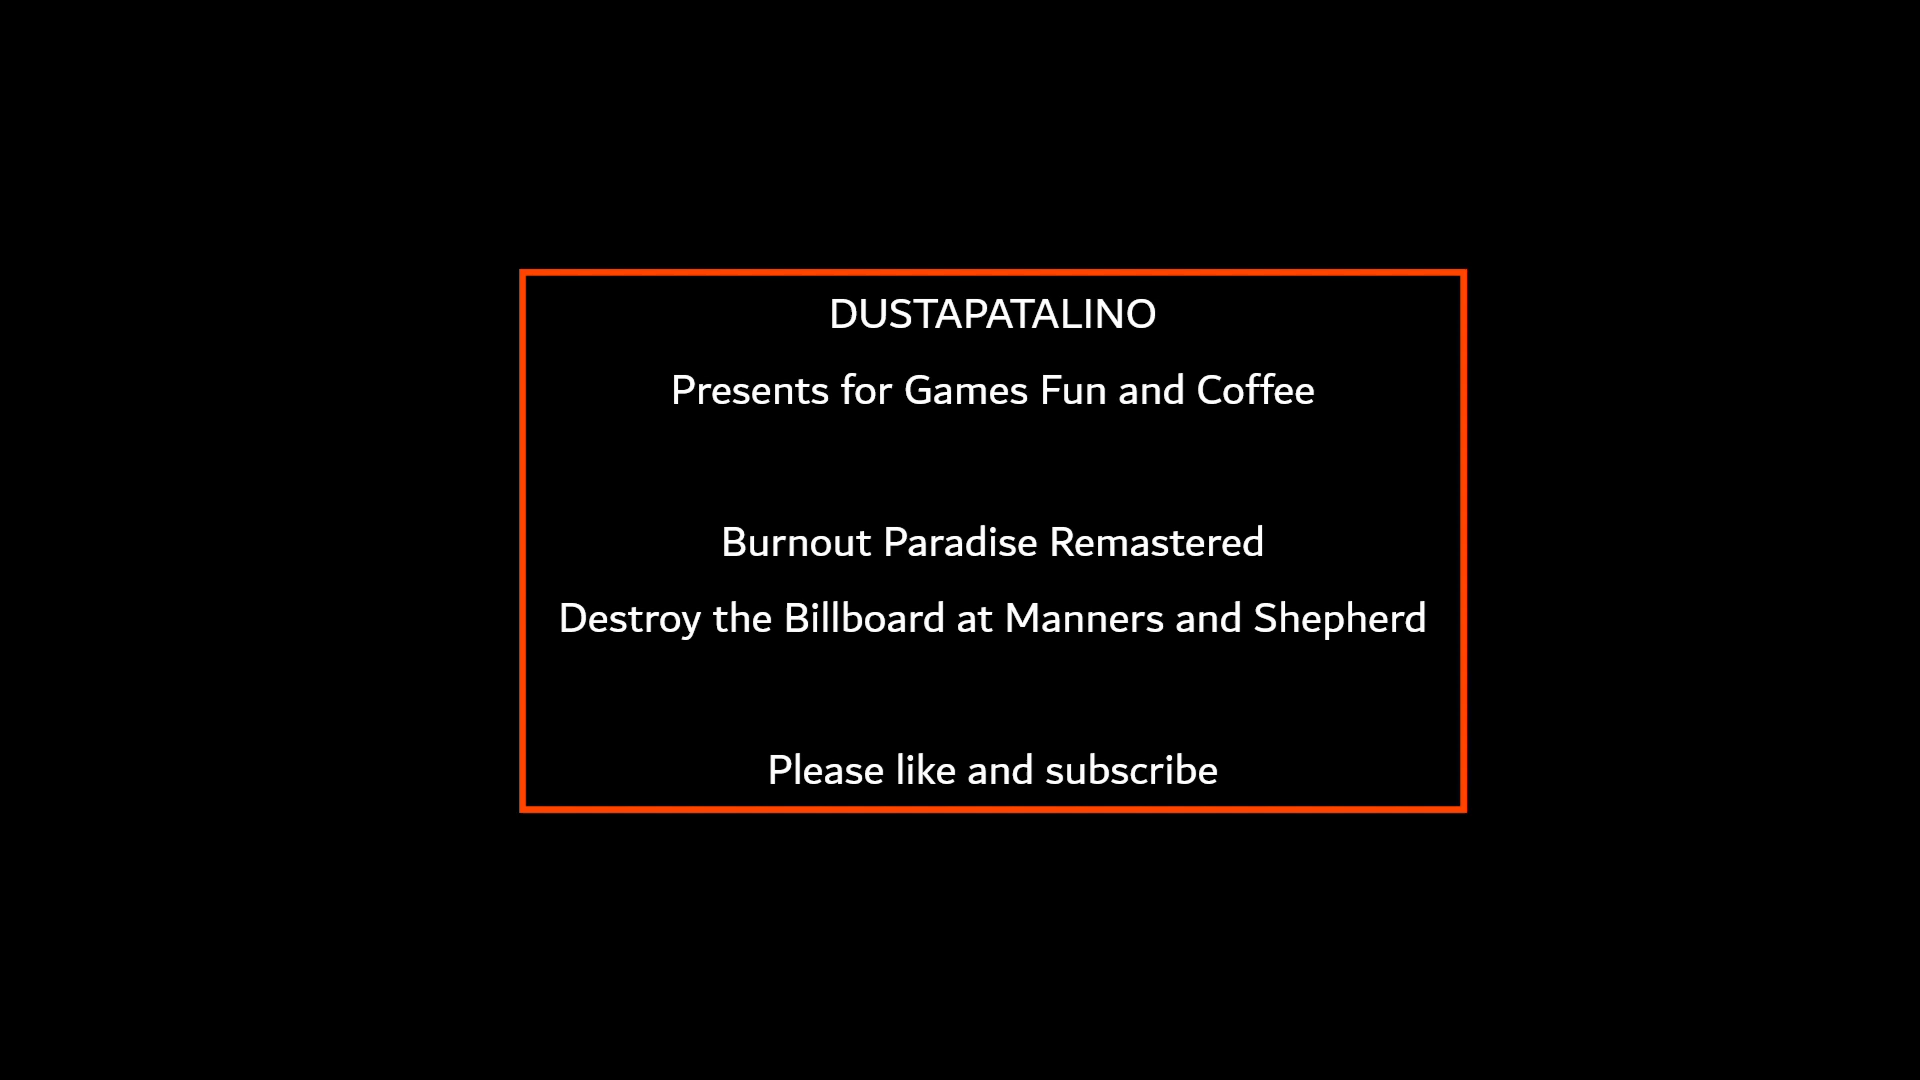 DUSTAPATALINO
Presents for Games Fun and Coffee
Burnout Paradise Remastered
Destroy the Billboard at Manners and Shepherd
Please like and subscribe